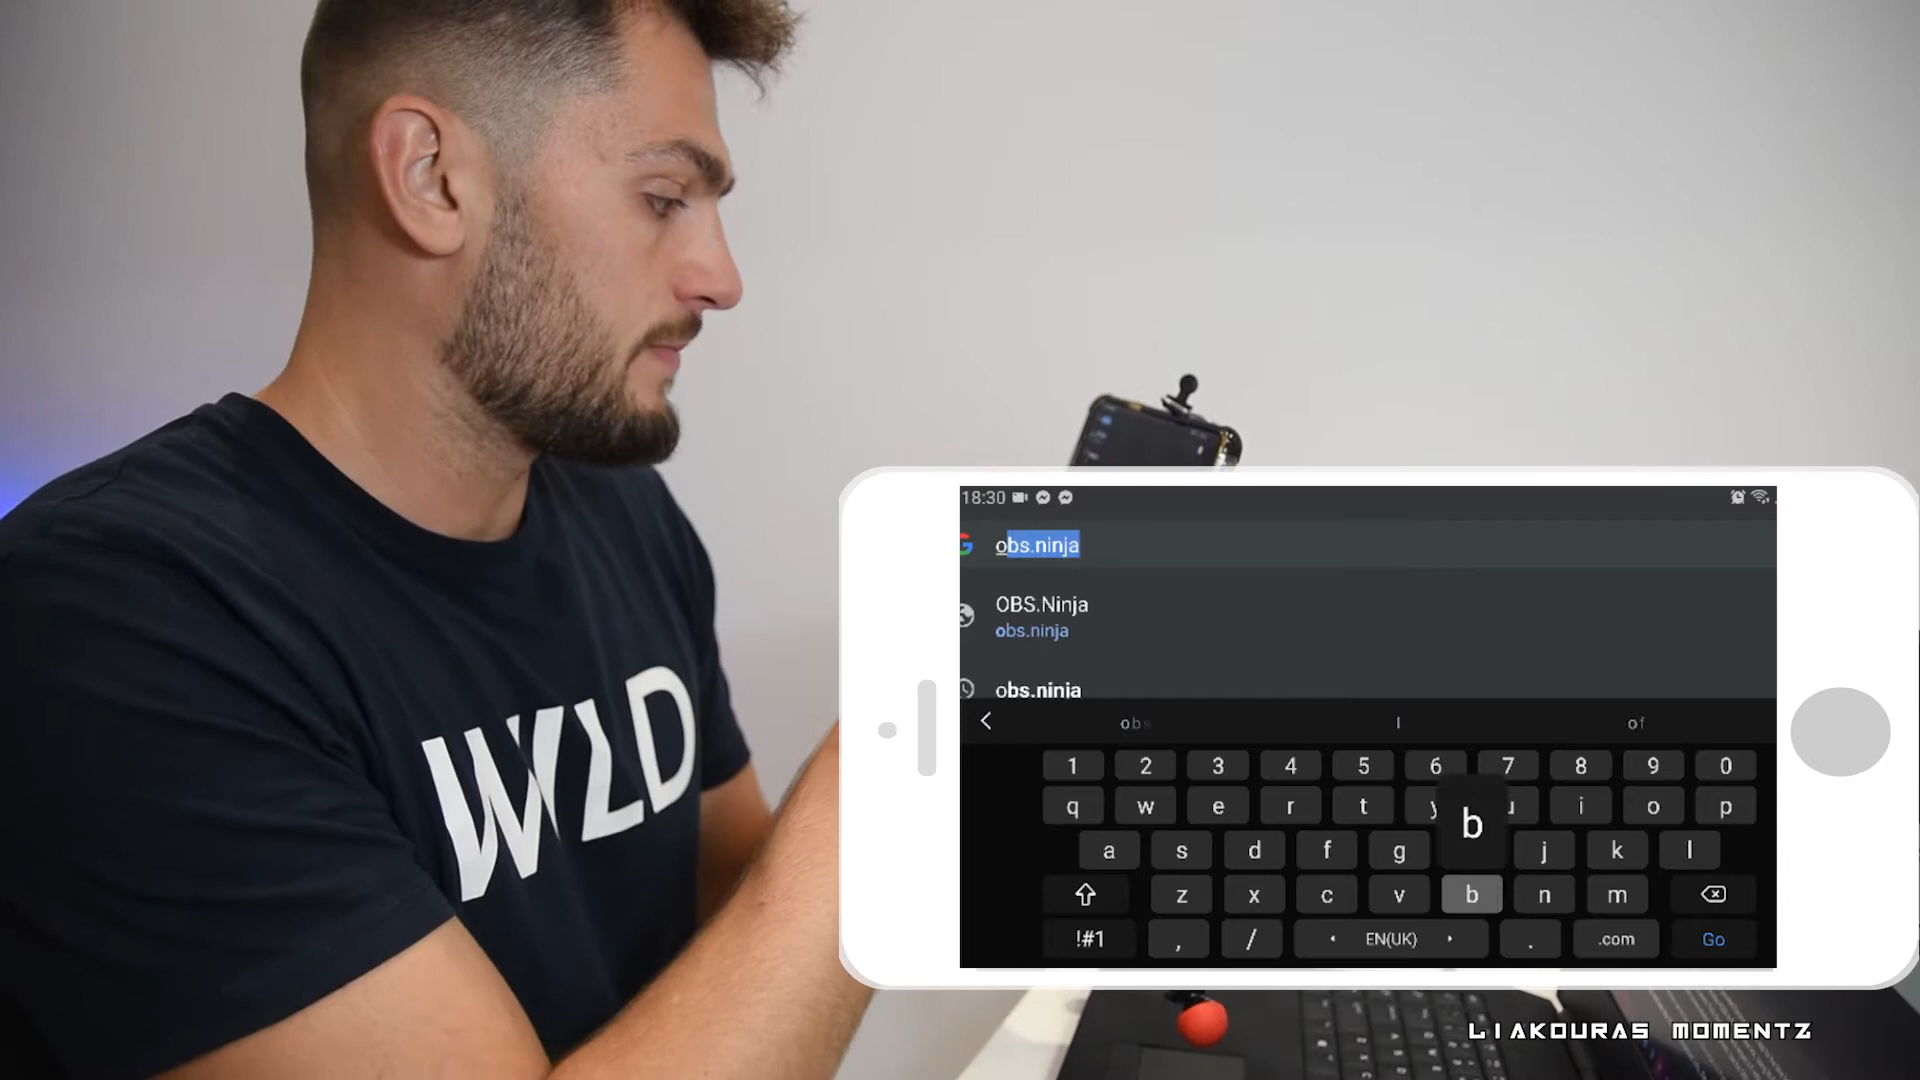 WYLD
18:30
obs.ninja
OBS.Ninja
obs.ninja
obs.ninja
obs
I
of
1 2 3 4 5 6 7 8 9 0
q w e r t y u i o p
b
a s d f g j k l
z x c v b n m
!#1 , / EN(UK) . .com Go
LIAKOURAS MOMENTZ